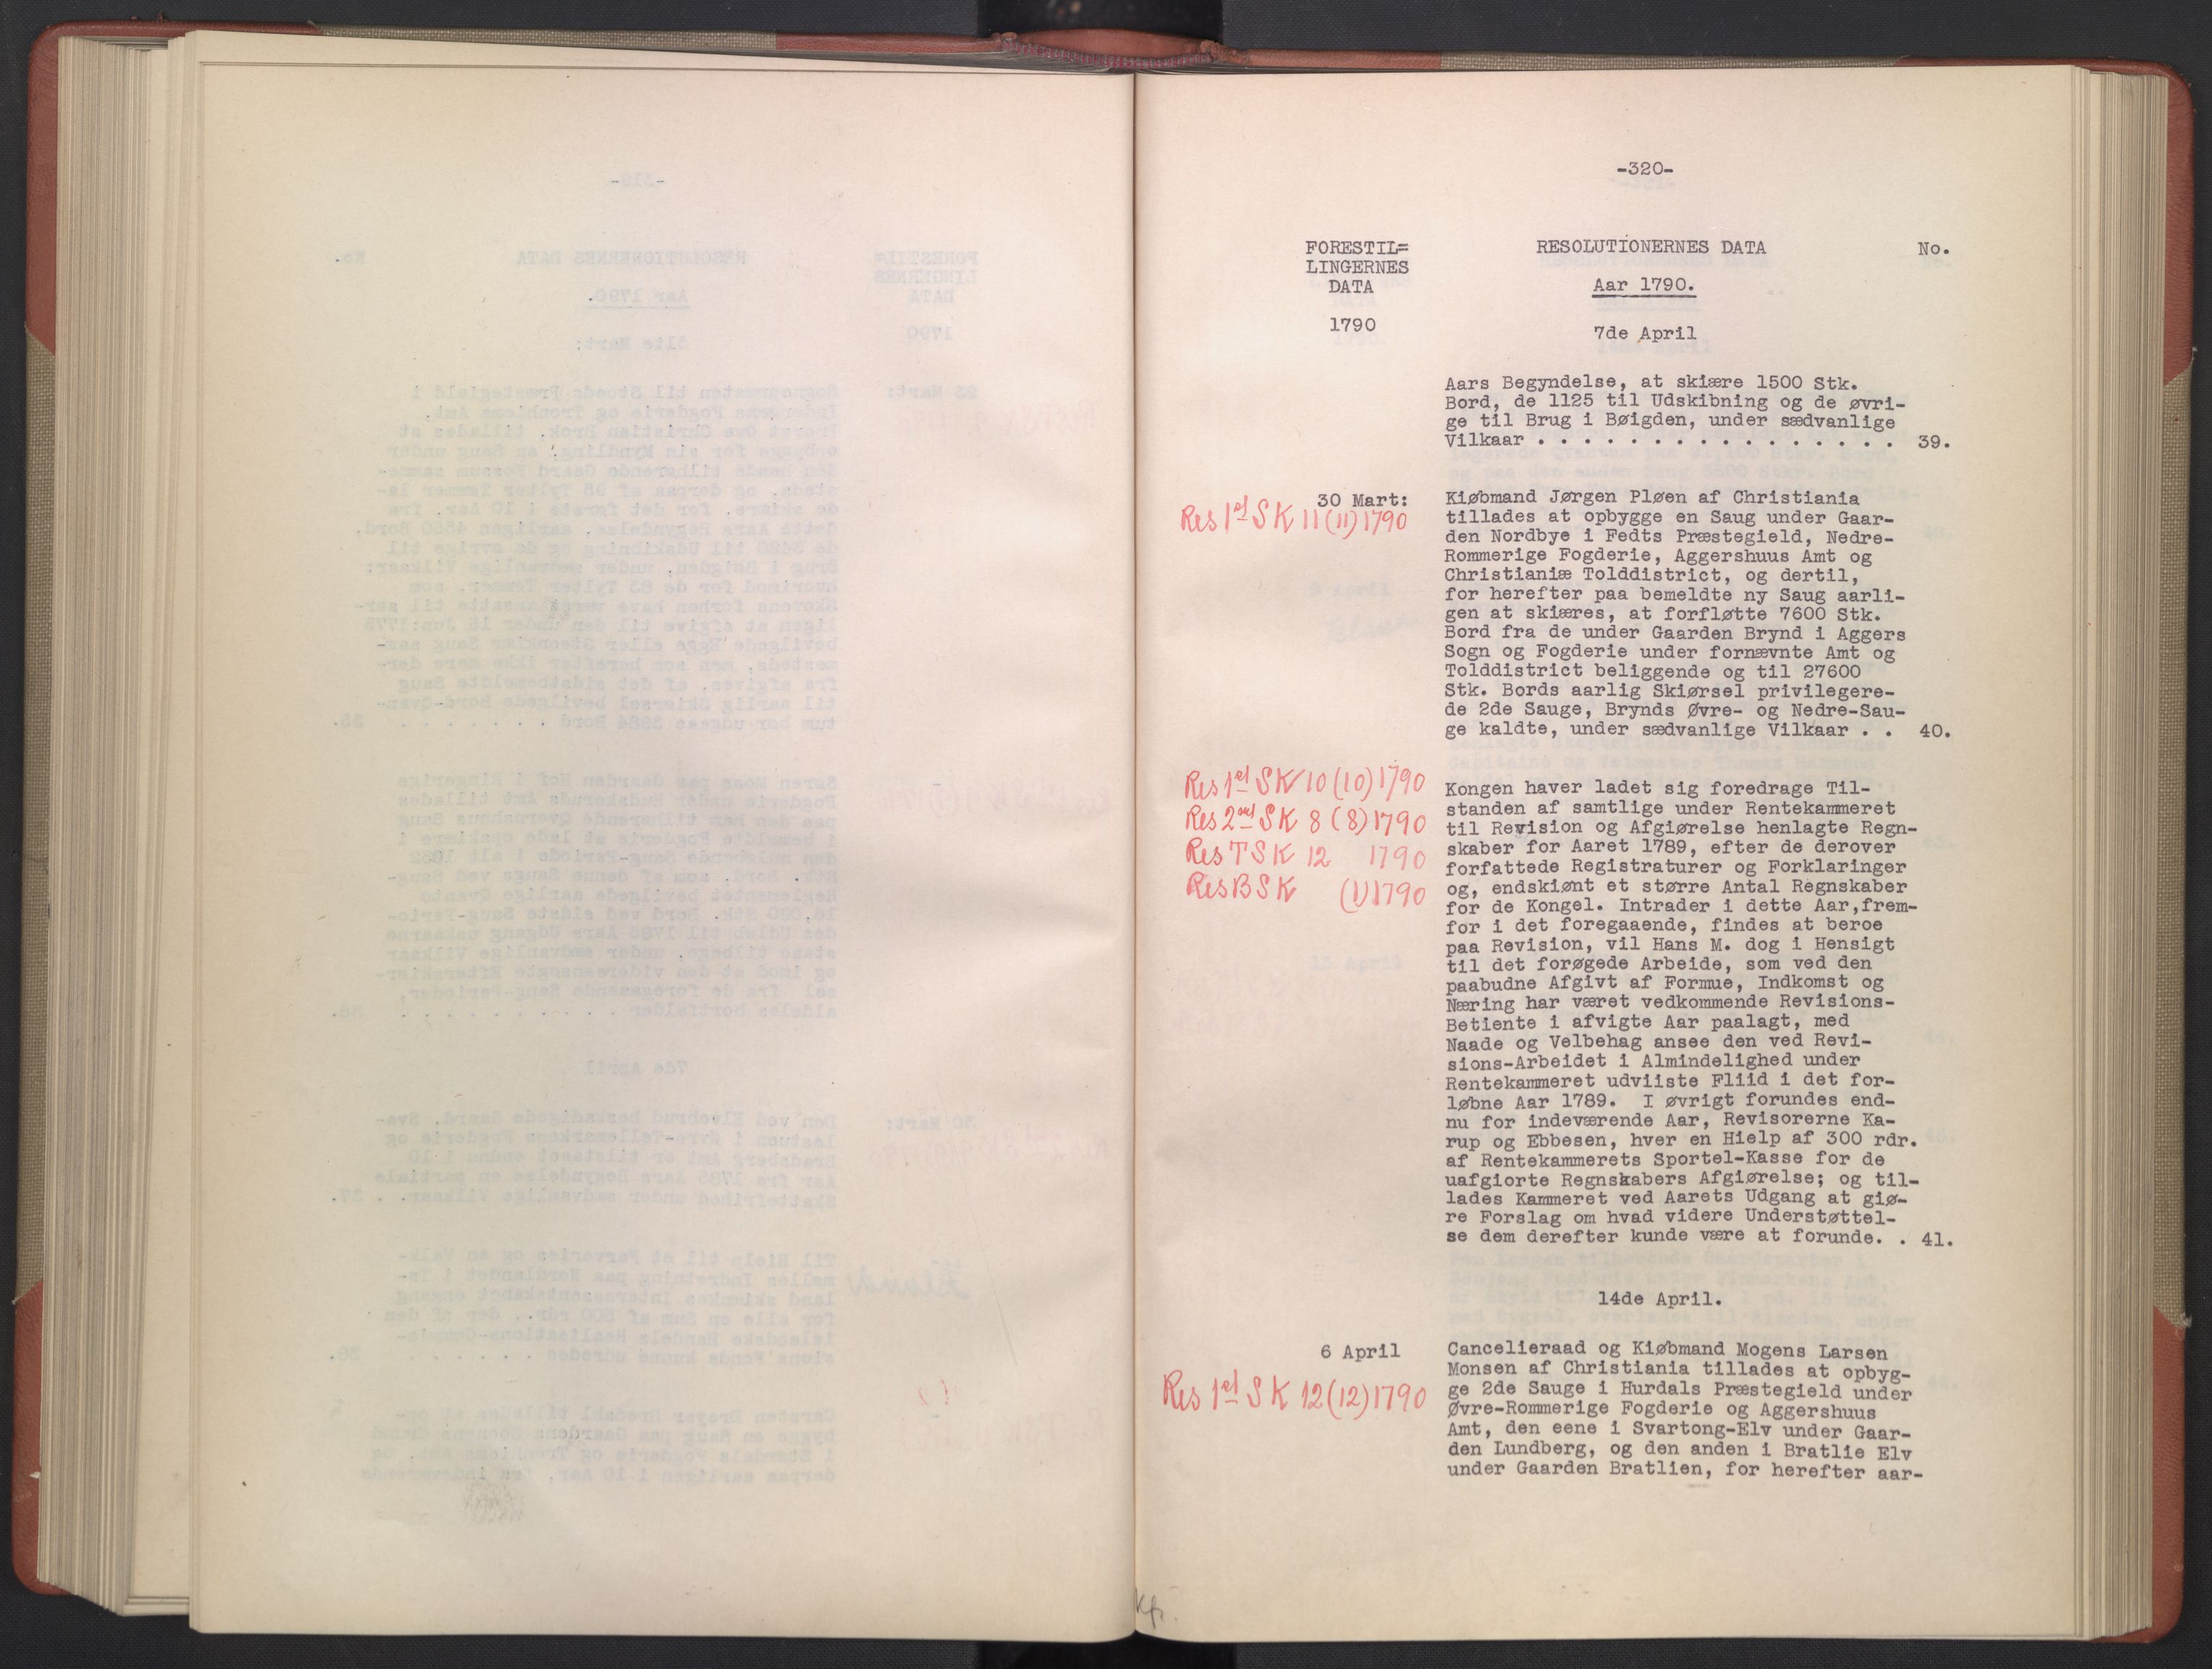 -320-
FORESTIL=
LINGERNES
DATA
1790
RESOLUTIONERNES DATA
No.
Aar 1790.
7de April
Aars Begyndelse, at skiære 1500 Stk.
Bord, de 1125 til Udskibning og de øvri-
ge til Brug i Bøigden, under sædvanlige
Vilkaar . . . . . . . . . . . . . . . . 39.
30 Mart:
Res 1ste SK 11 (11) 1790
Kiøbmand Jørgen Pløen af Christiania
tillades at opbygge en Saug under Gaar-
den Nordbye i Fedts Præstegield, Nedre-
Rommerige Fogderie, Aggershuus Amt og
Christianiæ Tolddistrict, og dertil,
for herefter paa bemeldte ny Saug aarli-
gen at skiæres, at forfløtte 7600 Stk.
Bord fra de under Gaarden Brynd i Aggers
Sogn og Fogderie under fornævnte Amt og
Tolddistrict beliggende og til 27600
Stk. Bords aarlig Skiørsel privilegere-
de 2de Sauge, Brynds Øvre- og Nedre-Sau-
ge kaldte, under sædvanlige Vilkaar . . 40.
Res 1ste SK 10 (10) 1790
Res 2den SK 8 (8) 1790
Res T SK 12 1790
Res B SK (1) 1790
Kongen haver ladet sig foredrage Til-
standen af samtlige under Rentekammeret
til Revision og Afgiørelse henlagte Regn-
skaber for Aaret 1789, efter de derover
forfattede Registraturer og Forklaringer
og, endskiønt et større Antal Regnskaber
for de Kongel. Intrader i dette Aar,frem-
for i det foregaaende, findes at beroe
paa Revision, vil Hans M. dog i Hensigt
til det forøgede Arbeide, som ved den
paabudne Afgivt af Formue, Indkomst og
Næring har været vedkommende Revisions-
Betiente i afvigte Aar paalagt, med
Naade og Velbehag ansee den ved Revi-
sions-Arbeidet i Almindelighed under
Rentekammeret udviiste Fliid i det for-
løbne Aar 1789. I øvrigt forundes end-
nu for indeværende Aar, Revisorerne Ka-
rup og Ebbesen, hver en Hielp af 300 rdr.
af Rentekammerets Sportel-Kasse for de
uafgiorte Regnskabers Afgiørelse; og til-
lades Kammeret ved Aarets Udgang at giø-
re Forslag om hvad videre Understøttel-
se dem derefter kunde være at forunde. . 41.
14de April.
6 April
Res 1ste SK 12 (12) 1790
Cancelieraad og Kiøbmand Mogens Larsen
Monsen af Christiania tillades at opbyg-
ge 2de Sauge i Hurdals Præstegield under
Øvre-Rommerige Fogderie og Aggershuus
Amt, den eene i Svartong-Elv under Gaar-
den Lundberg, og den anden i Bratlie Elv
under Gaarden Bratlien, for herefter aar-